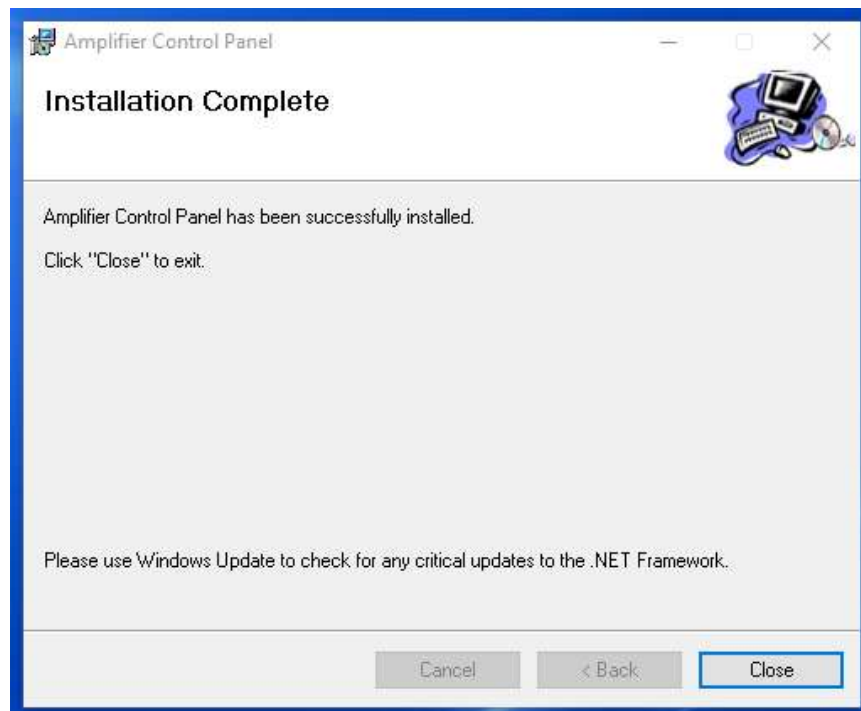 Amplifier Control Panel
Installation Complete
Amplifier Control Panel has been successfully installed.
Click "Close" to exit.
Please use Windows Update to check for any critical updates to the .NET Framework.
Cancel
< Back
Close